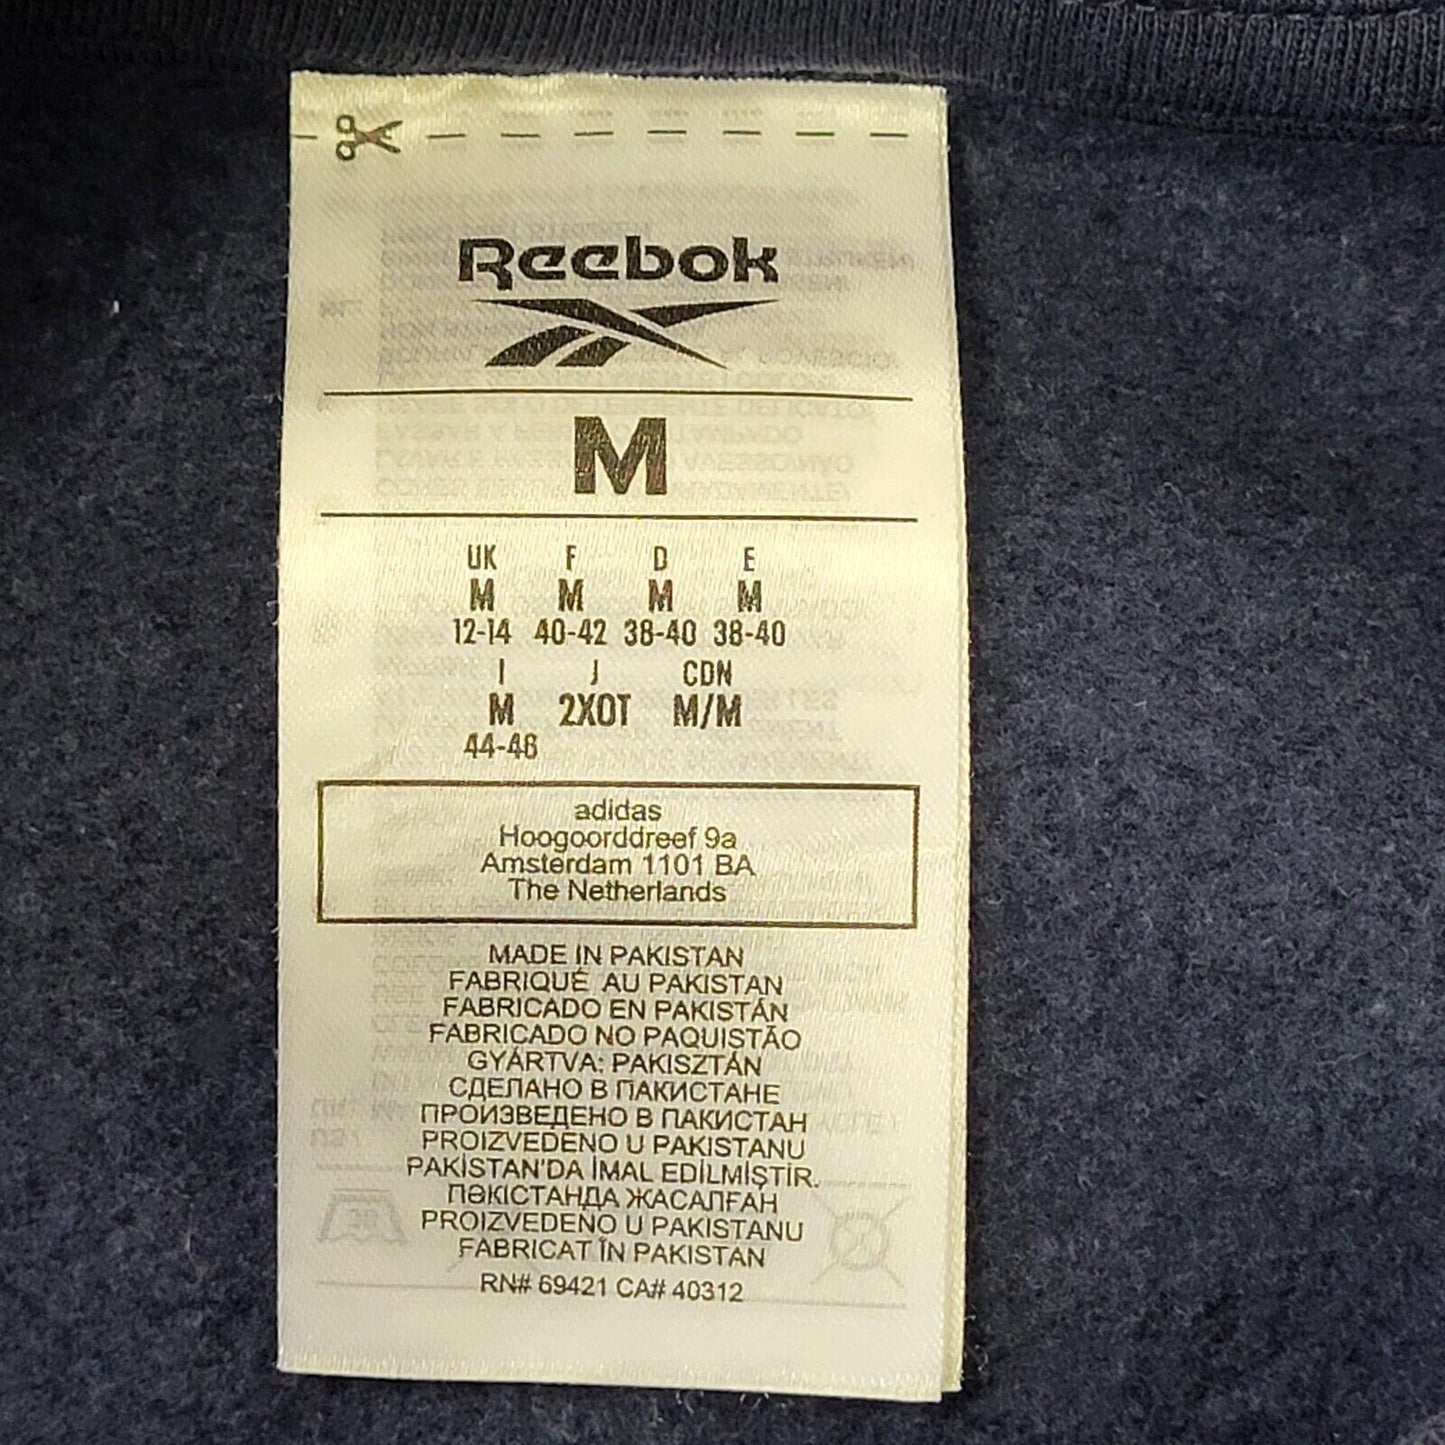 Reebok
M
UK F D E
M M M M
12-14 40-42 38-40 38-40
I J CDN
M 2XOT M/M
44-46
adidas
Hoogoorddreef 9a
Amsterdam 1101 BA
The Netherlands
MADE IN PAKISTAN
FABRIQUÉ AU PAKISTAN
FABRICADO EN PAKISTÁN
FABRICADO NO PAQUISTÃO
GYÁRTVA: PAKISZTÁN
СДЕЛАНО В ПАКИСТАНЕ
ПРОИЗВЕДЕНО В ПАКИСТАН
PROIZVEDENO U PAKISTANU
PAKİSTAN'DA İMAL EDİLMİŞTİR.
ПӘКІСТАНДА ЖАСАЛҒАН
PROIZVEDENO U PAKISTANU
FABRICAT ÎN PAKISTAN
RN# 69421 CA# 40312